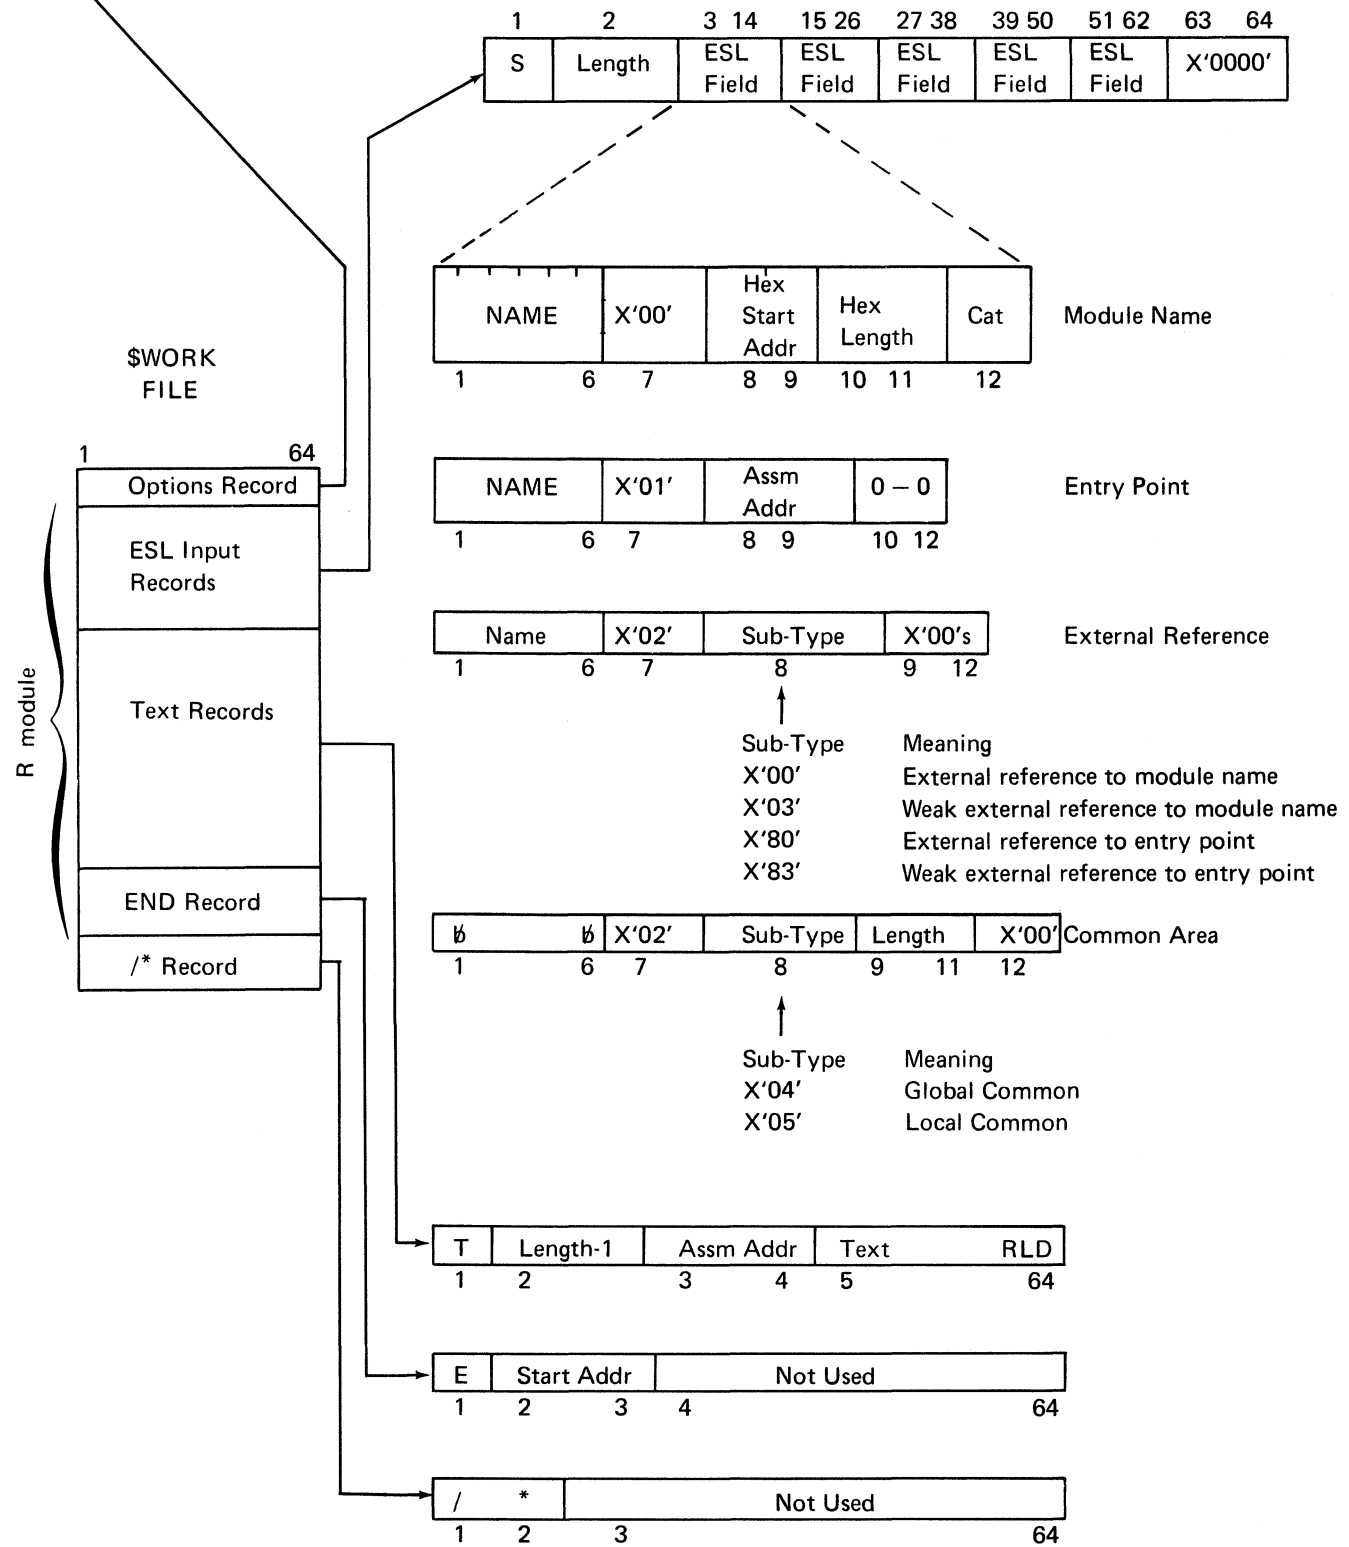 1 2 3 14 15 26 27 38 39 50 51 62 63 64
S Length ESL Field ESL Field ESL Field ESL Field ESL Field X'0000'
NAME X'00' Hex Start Addr Hex Length Cat Module Name
1 6 7 8 9 10 11 12
$WORK
FILE
1 64
Options Record
ESL Input
Records
Text Records
END Record
/* Record
R module
NAME X'01' Assm Addr 0 – 0 Entry Point
1 6 7 8 9 10 12
Name X'02' Sub-Type X'00's External Reference
1 6 7 8 9 12
Sub-Type Meaning
X'00' External reference to module name
X'03' Weak external reference to module name
X'80' External reference to entry point
X'83' Weak external reference to entry point
ƀ ƀ X'02' Sub-Type Length X'00' Common Area
1 6 7 8 9 11 12
Sub-Type Meaning
X'04' Global Common
X'05' Local Common
T Length-1 Assm Addr Text RLD
1 2 3 4 5 64
E Start Addr Not Used
1 2 3 4 64
/ * Not Used
1 2 3 64